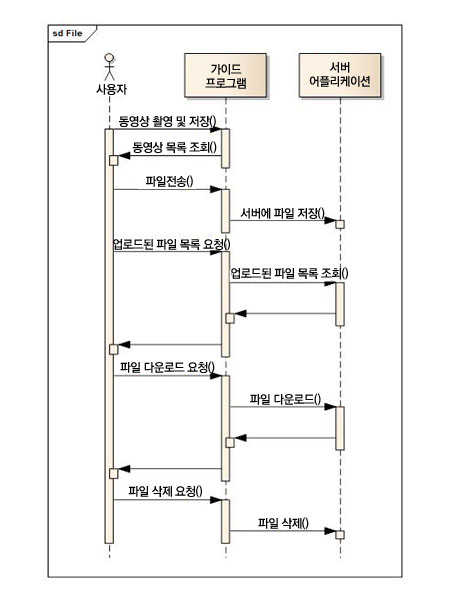 sd File
사용자
가이드
프로그램
서버
어플리케이션
동영상 촬영 및 저장()
동영상 목록 조회()
파일전송()
서버에 파일 저장()
업로드된 파일 목록 요청()
업로드된 파일 목록 조회()
파일 다운로드 요청()
파일 다운로드()
파일 삭제 요청()
파일 삭제()